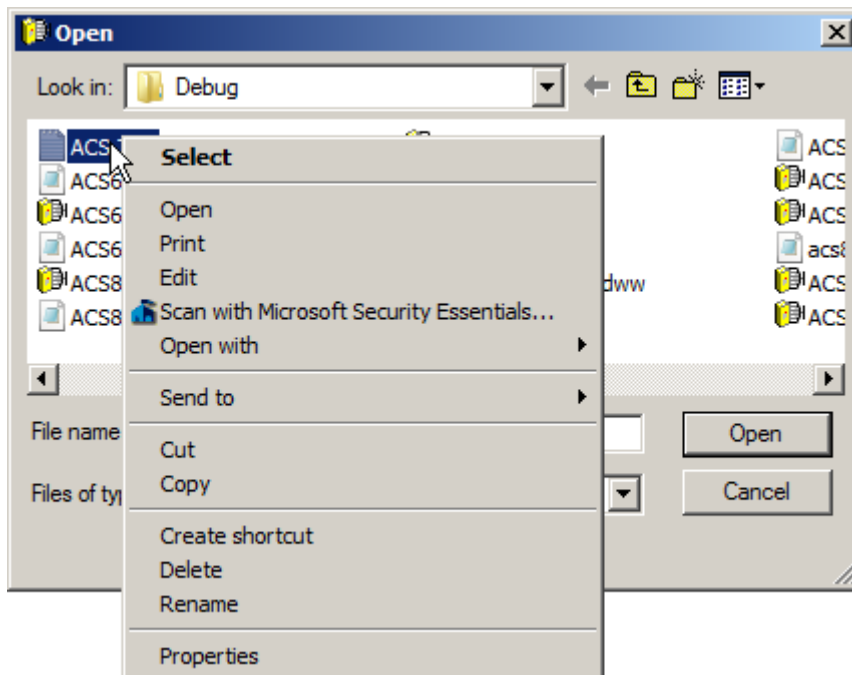 Open
Look in: Debug
ACS
ACS6
ACS6
ACS6
ACS8
ACS8
dww
ACS
ACS
ACS
acs8
ACS
ACS
Select
Open
Print
Edit
Scan with Microsoft Security Essentials...
Open with
Send to
Cut
Copy
Create shortcut
Delete
Rename
Properties
File name
Open
Files of ty
Cancel